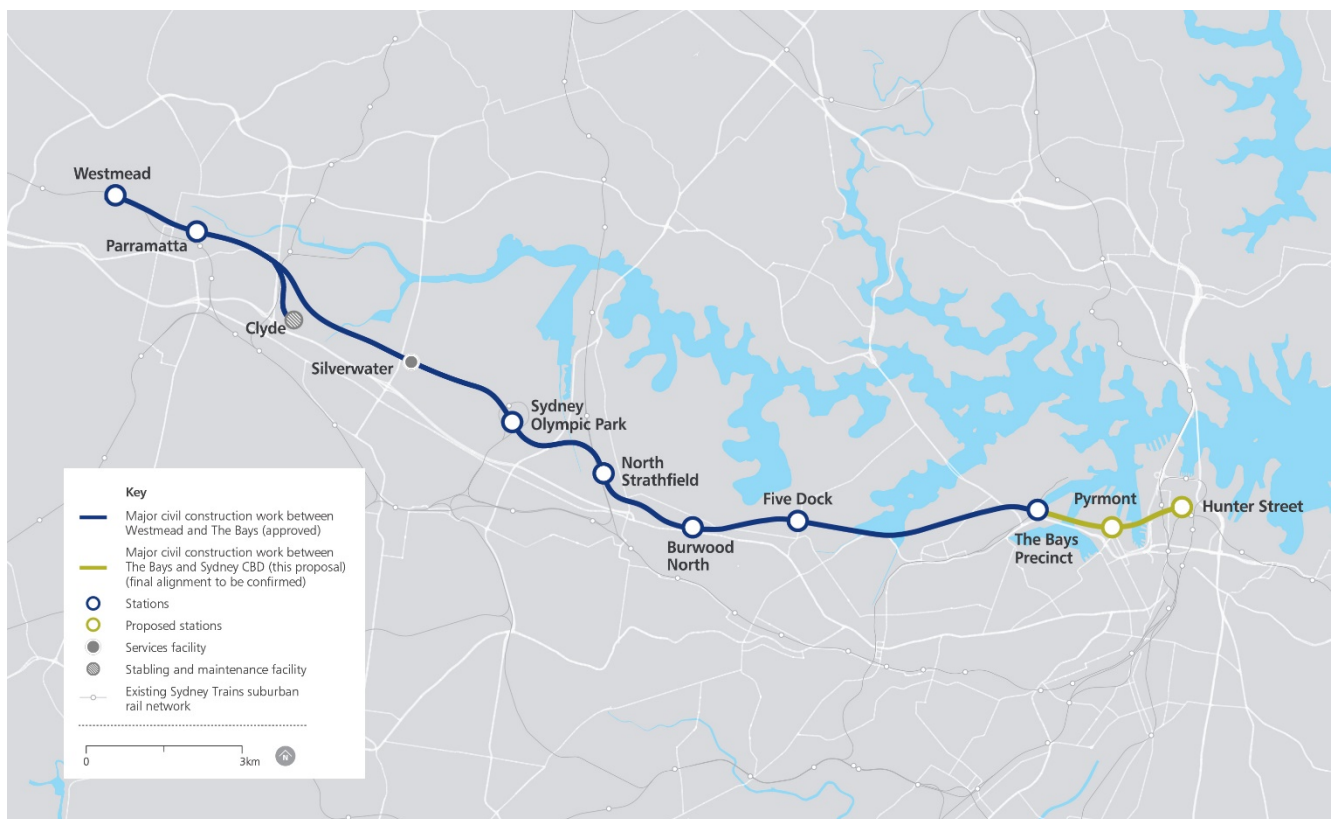 Westmead
Parramatta
Clyde
Silverwater
Sydney
Olympic Park
North
Strathfield
Burwood
North
Five Dock
The Bays
Precinct
Pyrmont
Hunter Street
Key
Major civil construction work between
Westmead and The Bays (approved)
Major civil construction work between
The Bays and Sydney CBD (this proposal)
(final alignment to be confirmed)
Stations
Proposed stations
Services facility
Stabling and maintenance facility
Existing Sydney Trains suburban
rail network
0
3km
N